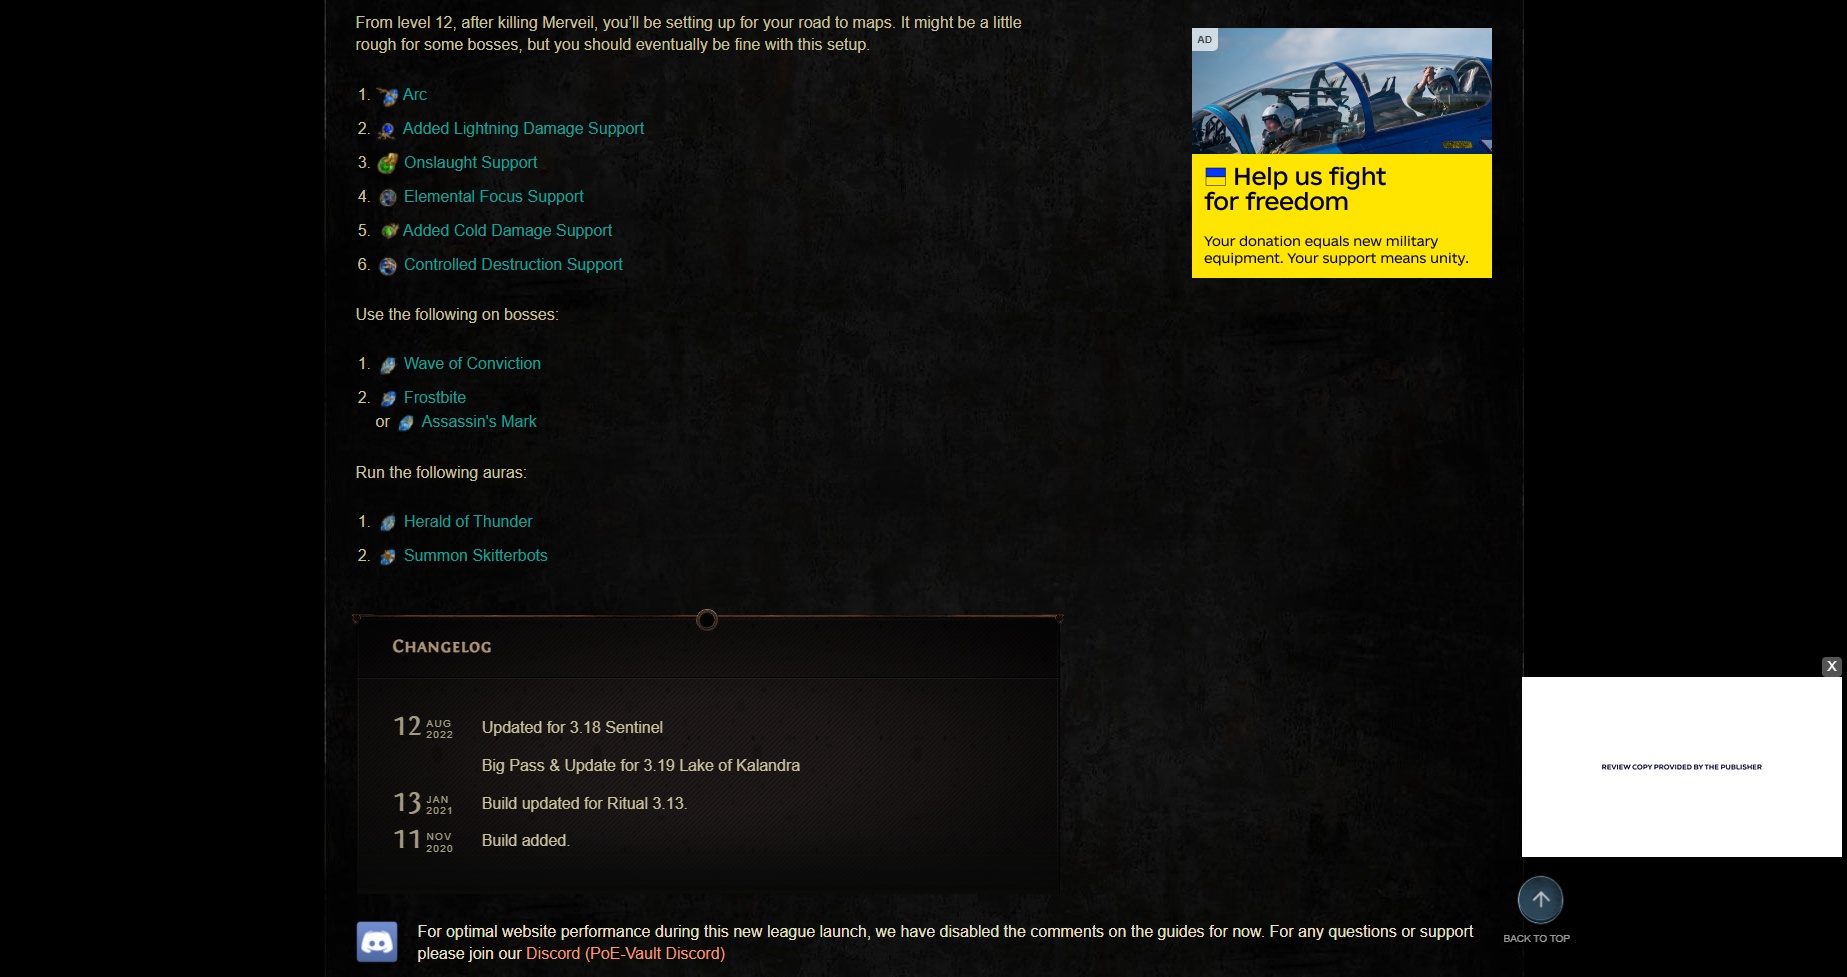 From level 12, after killing Merveil, you'll be setting up for your road to maps. It might be a little
rough for some bosses, but you should eventually be fine with this setup.
1. Arc
2. Added Lightning Damage Support
3. Onslaught Support
4. Elemental Focus Support
5. Added Cold Damage Support
6. Controlled Destruction Support
Use the following on bosses:
1. Wave of Conviction
2. Frostbite
or Assassin's Mark
Run the following auras:
1. Herald of Thunder
2. Summon Skitterbots
CHANGELOG
12 AUG 2022 Updated for 3.18 Sentinel
Big Pass & Update for 3.19 Lake of Kalandra
13 JAN 2021 Build updated for Ritual 3.13.
11 NOV 2020 Build added.
For optimal website performance during this new league launch, we have disabled the comments on the guides for now. For any questions or support
please join our Discord (PoE-Vault Discord)
AD
Help us fight
for freedom
Your donation equals new military
equipment. Your support means unity.
X
REVIEW COPY PROVIDED BY THE PUBLISHER
BACK TO TOP